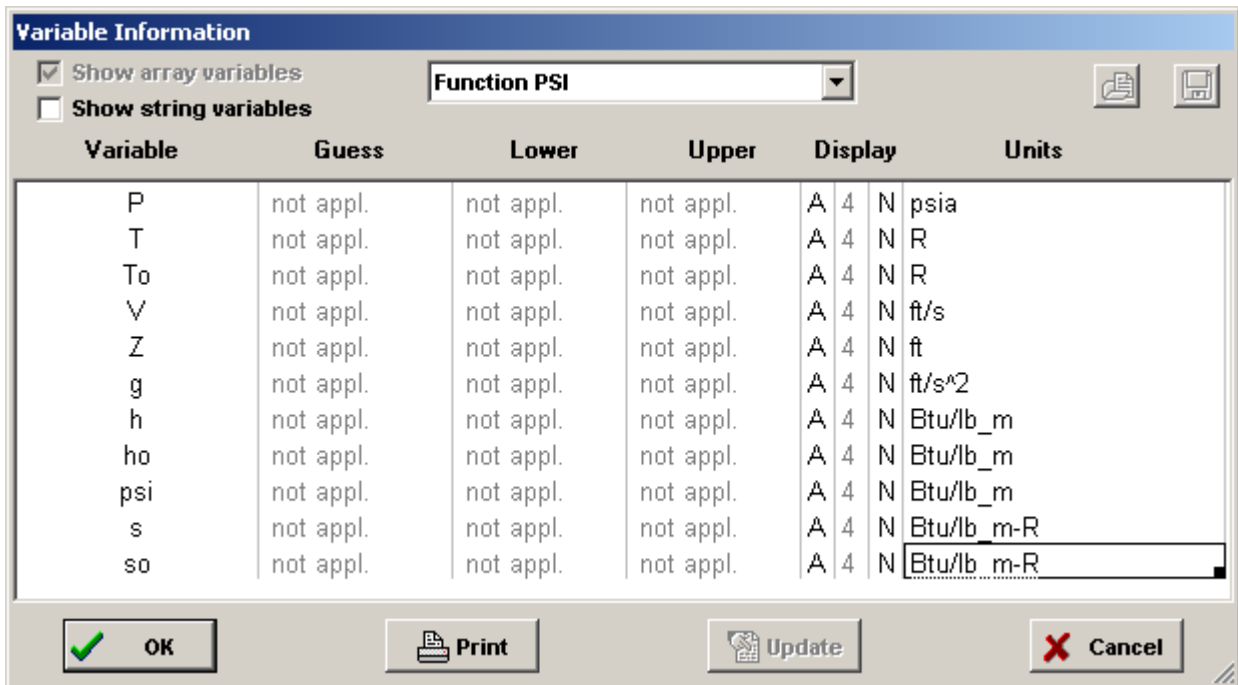 Variable Information
Show array variables
Function PSI
Show string variables
Variable Guess Lower Upper Display Units
P not appl. not appl. not appl. A 4 N psia
T not appl. not appl. not appl. A 4 N R
To not appl. not appl. not appl. A 4 N R
V not appl. not appl. not appl. A 4 N ft/s
Z not appl. not appl. not appl. A 4 N ft
g not appl. not appl. not appl. A 4 N ft/s^2
h not appl. not appl. not appl. A 4 N Btu/lb_m
ho not appl. not appl. not appl. A 4 N Btu/lb_m
psi not appl. not appl. not appl. A 4 N Btu/lb_m
s not appl. not appl. not appl. A 4 N Btu/lb_m-R
so not appl. not appl. not appl. A 4 N Btu/lb_m-R
OK Print Update Cancel